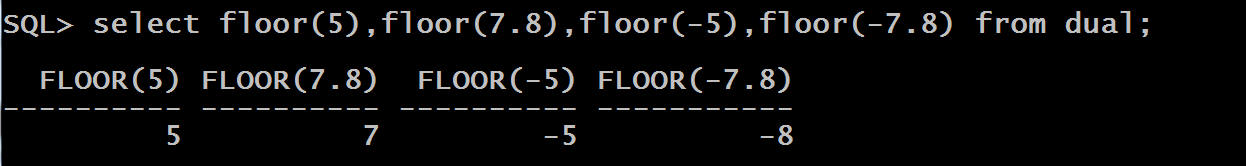 SQL> select floor(5),floor(7.8),floor(-5),floor(-7.8) from dual;
  FLOOR(5) FLOOR(7.8)  FLOOR(-5) FLOOR(-7.8)
---------- ---------- ---------- -----------
         5          7         -5          -8